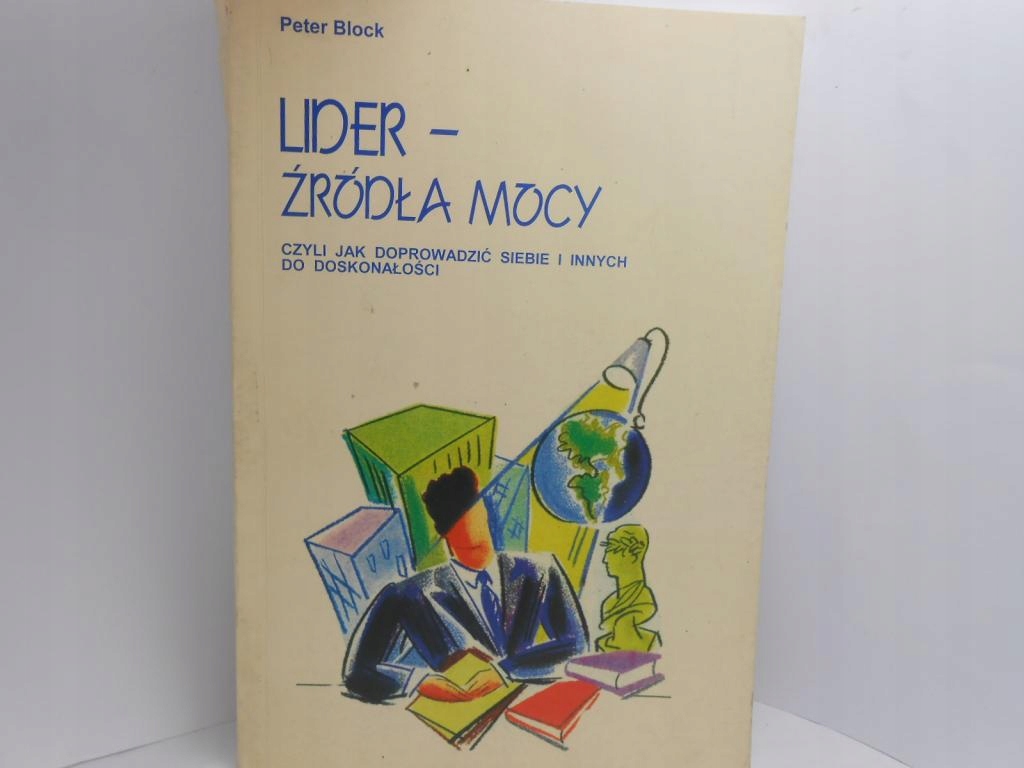 Peter Block
LIDER –
ŹRÓDŁA MOCY
CZYLI JAK DOPROWADZIĆ SIEBIE I INNYCH
DO DOSKONAŁOŚCI